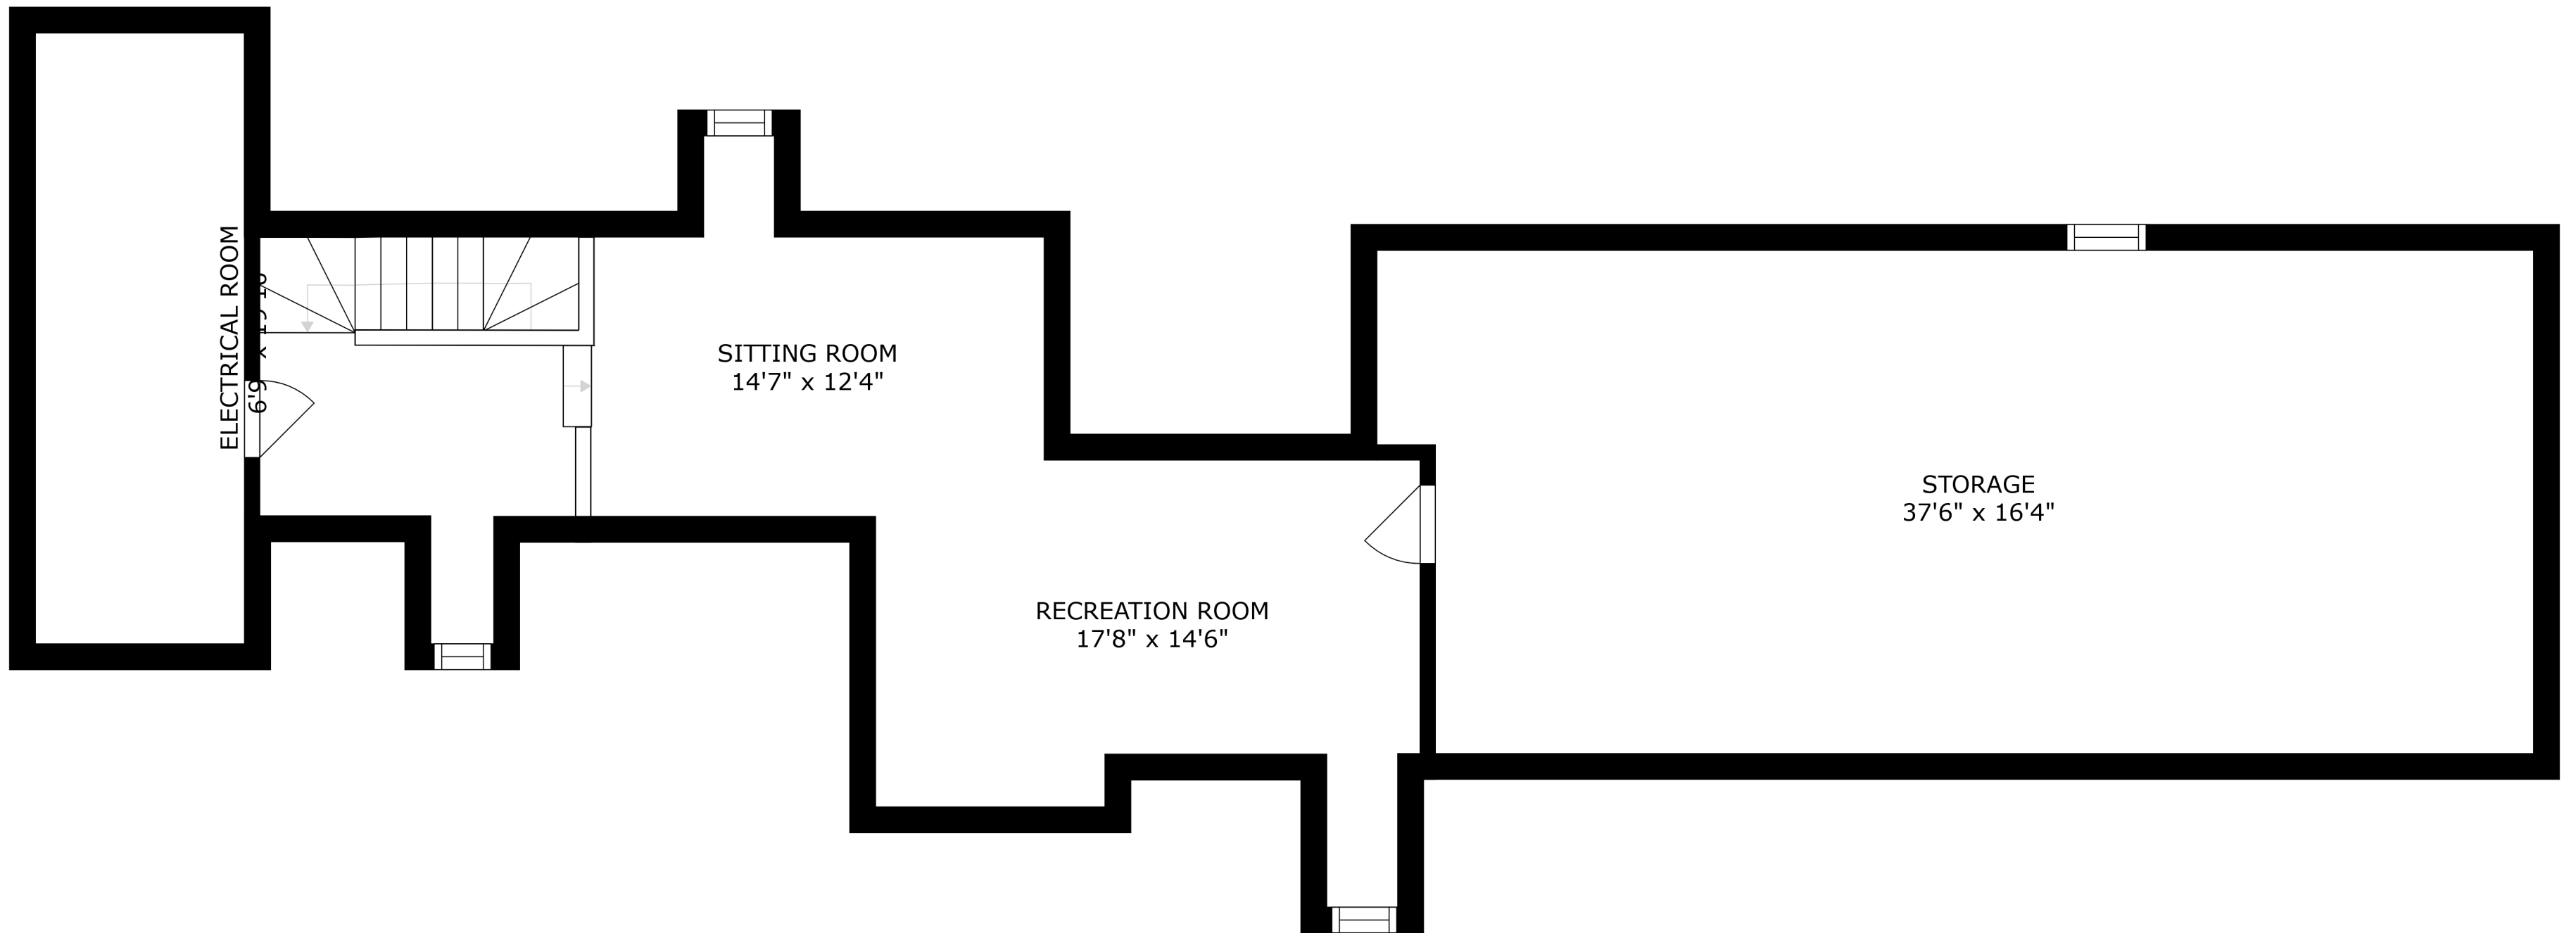 ELECTRICAL ROOM
SITTING ROOM
14'7" x 12'4"
STORAGE
37'6" x 16'4"
RECREATION ROOM
17'8" x 14'6"